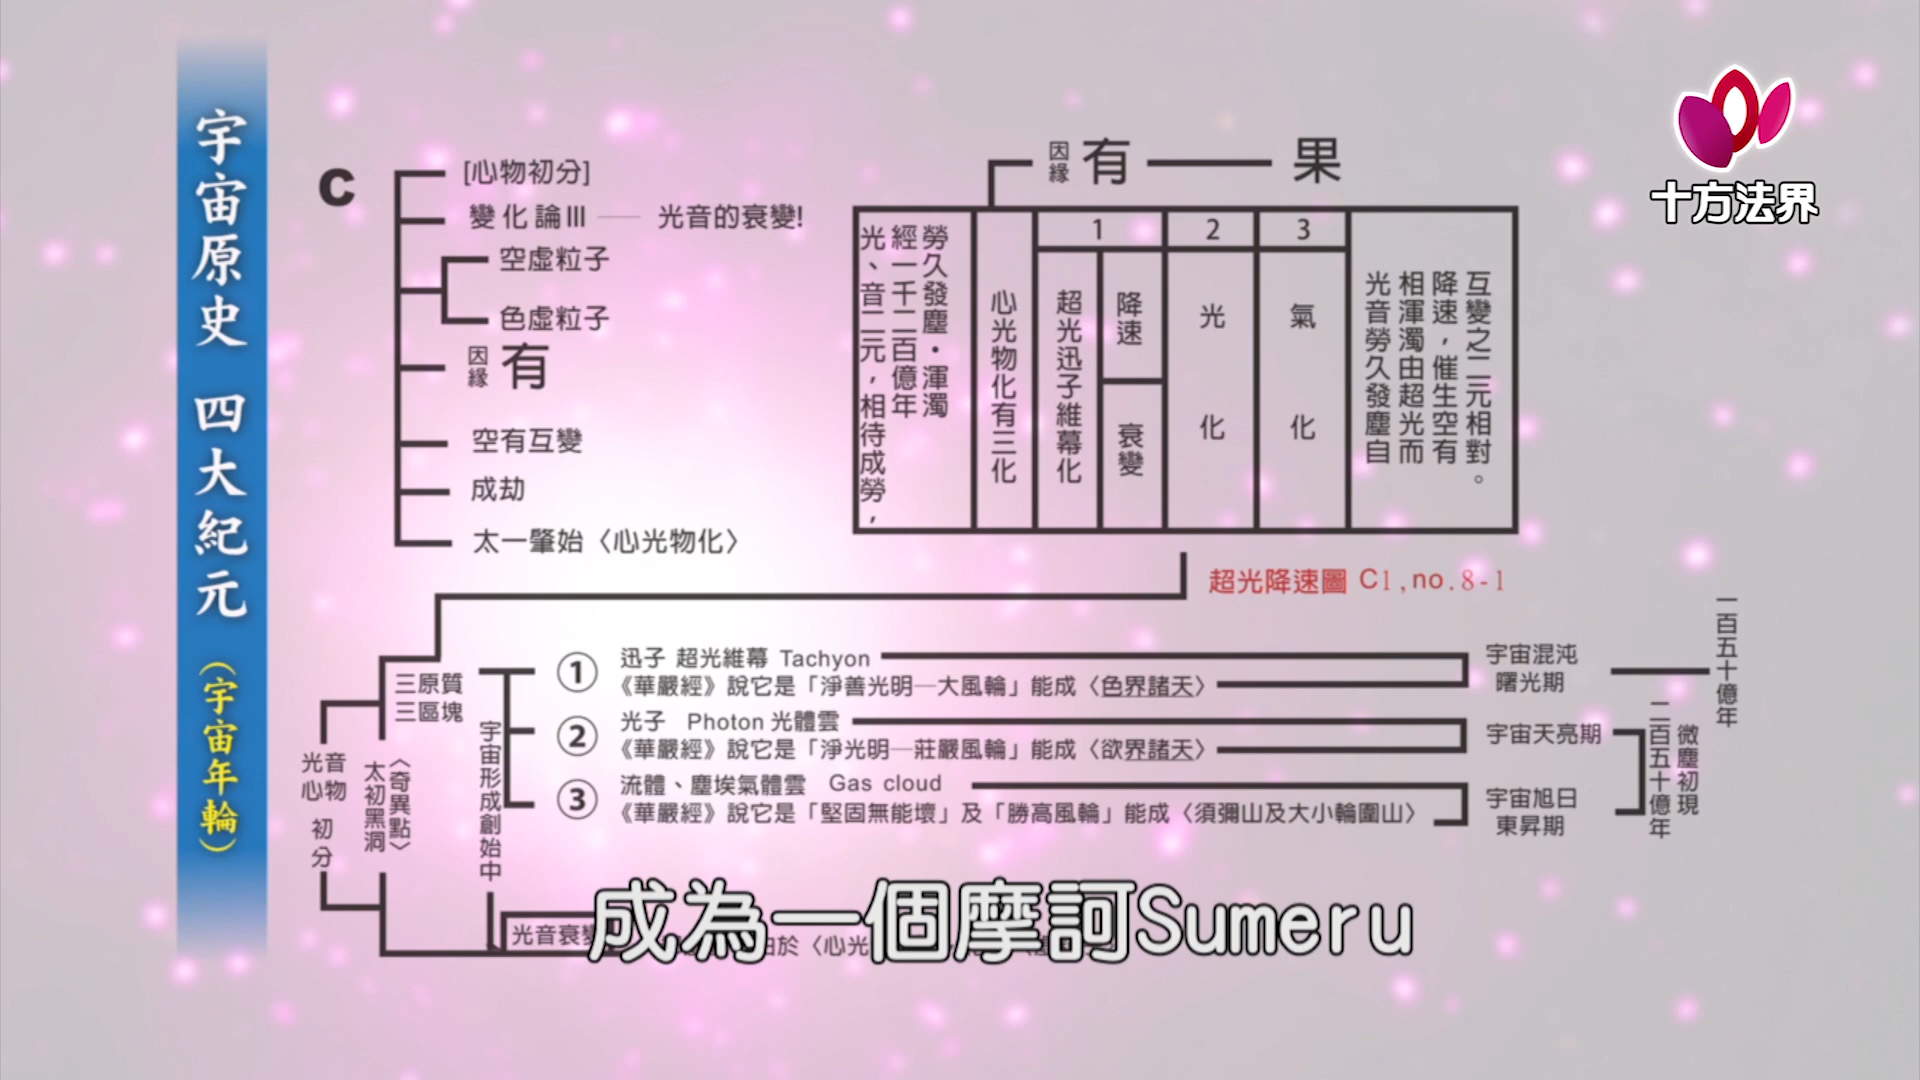 宇宙原史 四大紀元(宇宙年輪)
十方法界
C
[心物初分]
變化論III —— 光音的衰變!
空虛粒子
色虛粒子
因緣 有
空有互變
成劫
太一肇始〈心光物化〉
因緣 有 —— 果
勞久發塵・渾濁
經一千二百億年
光、音二元,相待成勞,
心光物化有三化
1
超光迅子維幕化
降速
衰變
2
光化
3
氣化
互變之二元相對。
降速,催生空有
相渾濁由超光而
光音勞久發塵自
超光降速圖 C1,no.8-1
光音心物 初分
三原質
三區塊
〈奇異點〉
太初黑洞
宇宙形成創始中
① 迅子 超光維幕 Tachyon
《華嚴經》說它是「淨善光明─大風輪」能成〈色界諸天〉
宇宙混沌
曙光期
一百五十億年
② 光子 Photon 光體雲
《華嚴經》說它是「淨光明─莊嚴風輪」能成〈欲界諸天〉
宇宙天亮期
③ 流體、塵埃氣體雲 Gas cloud
《華嚴經》說它是「堅固無能壞」及「勝高風輪」能成〈須彌山及大小輪圍山〉
宇宙旭日
東昇期
微塵初現
二百五十億年
光音衰
由於〈心光
成為一個摩訶Sumeru